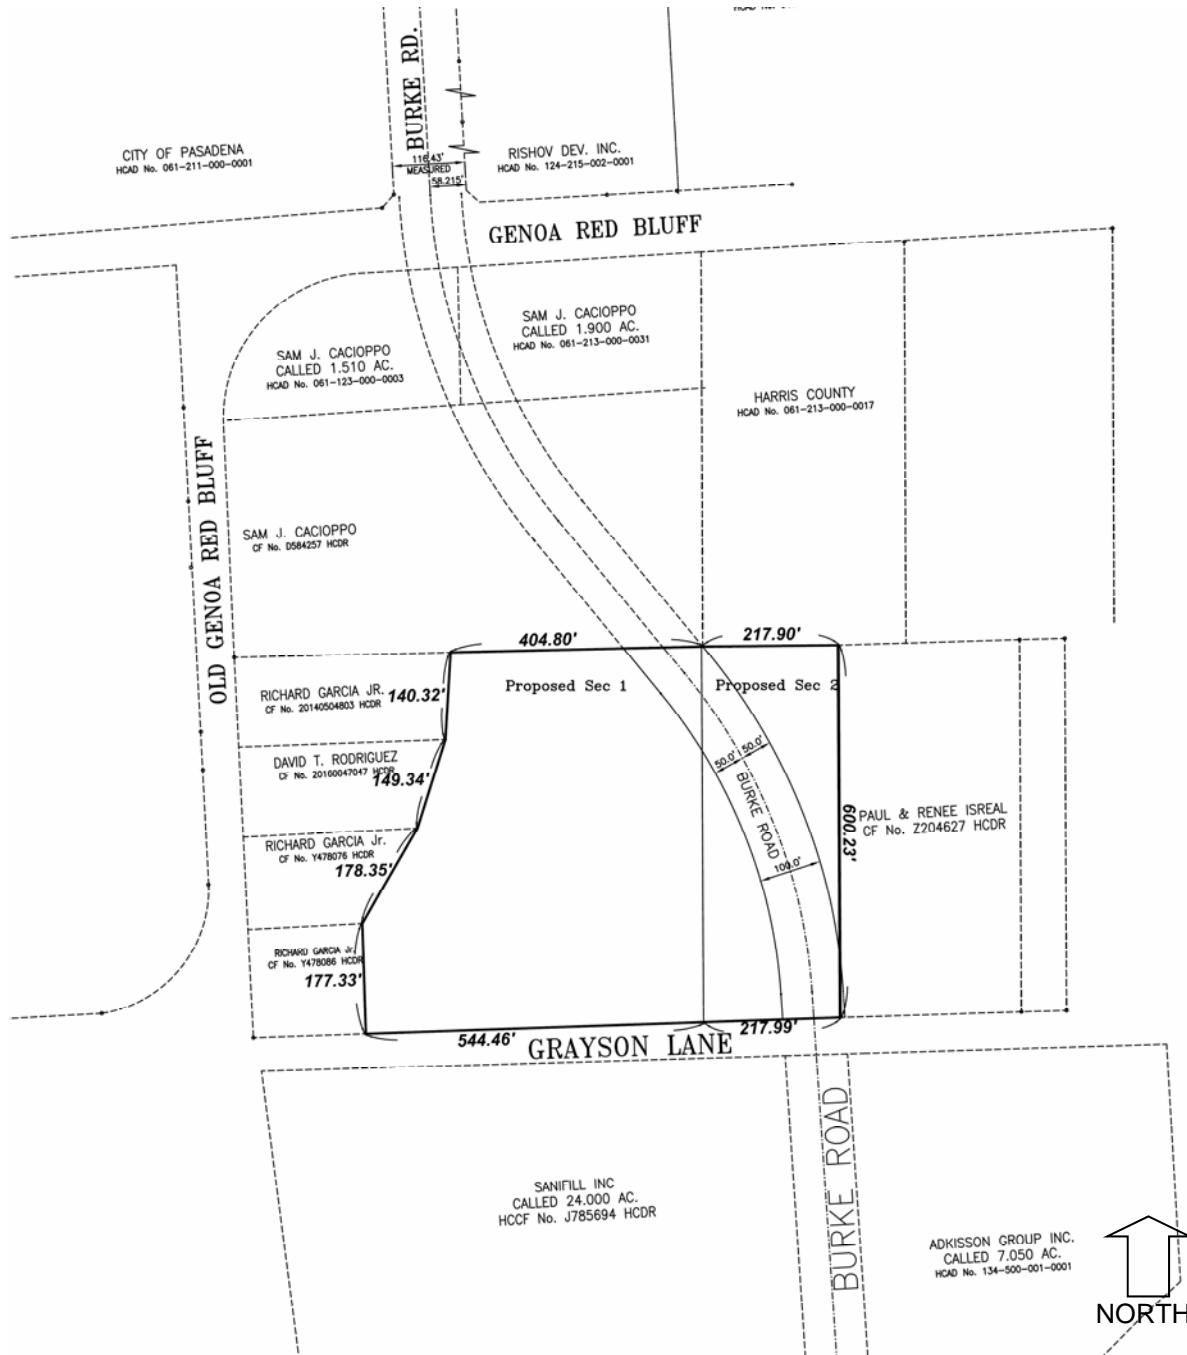 BURKE RD.
CITY OF PASADENA
HCAD No. 061-211-000-0001
116.43'
MEASURED
58.215'
RISHOV DEV. INC.
HCAD No. 124-215-002-0001
GENOA RED BLUFF
SAM J. CACIOPPO
CALLED 1.900 AC.
HCAD No. 061-213-000-0031
SAM J. CACIOPPO
CALLED 1.510 AC.
HCAD No. 061-123-000-0003
HARRIS COUNTY
HCAD No. 061-213-000-0017
OLD GENOA RED BLUFF
SAM J. CACIOPPO
CF No. D584257 HCDR
404.80'
217.90'
Proposed Sec 1
Proposed Sec 2
RICHARD GARCIA JR.
CF No. 20140504803 HCDR
140.32'
DAVID T. RODRIGUEZ
CF No. 20160047047 HCDR
149.34'
50.0'
50.0'
BURKE ROAD
100.0'
600.23'
PAUL & RENEE ISREAL
CF No. Z204627 HCDR
RICHARD GARCIA Jr.
CF No. Y478076 HCDR
178.35'
RICHARD GARCIA Jr.
CF No. Y478086 HCDR
177.33'
544.46'
217.99'
GRAYSON LANE
BURKE ROAD
SANIFILL INC
CALLED 24.000 AC.
HCCF No. J785694 HCDR
ADKISSON GROUP INC.
CALLED 7.050 AC.
HCAD No. 134-500-001-0001
NORTH